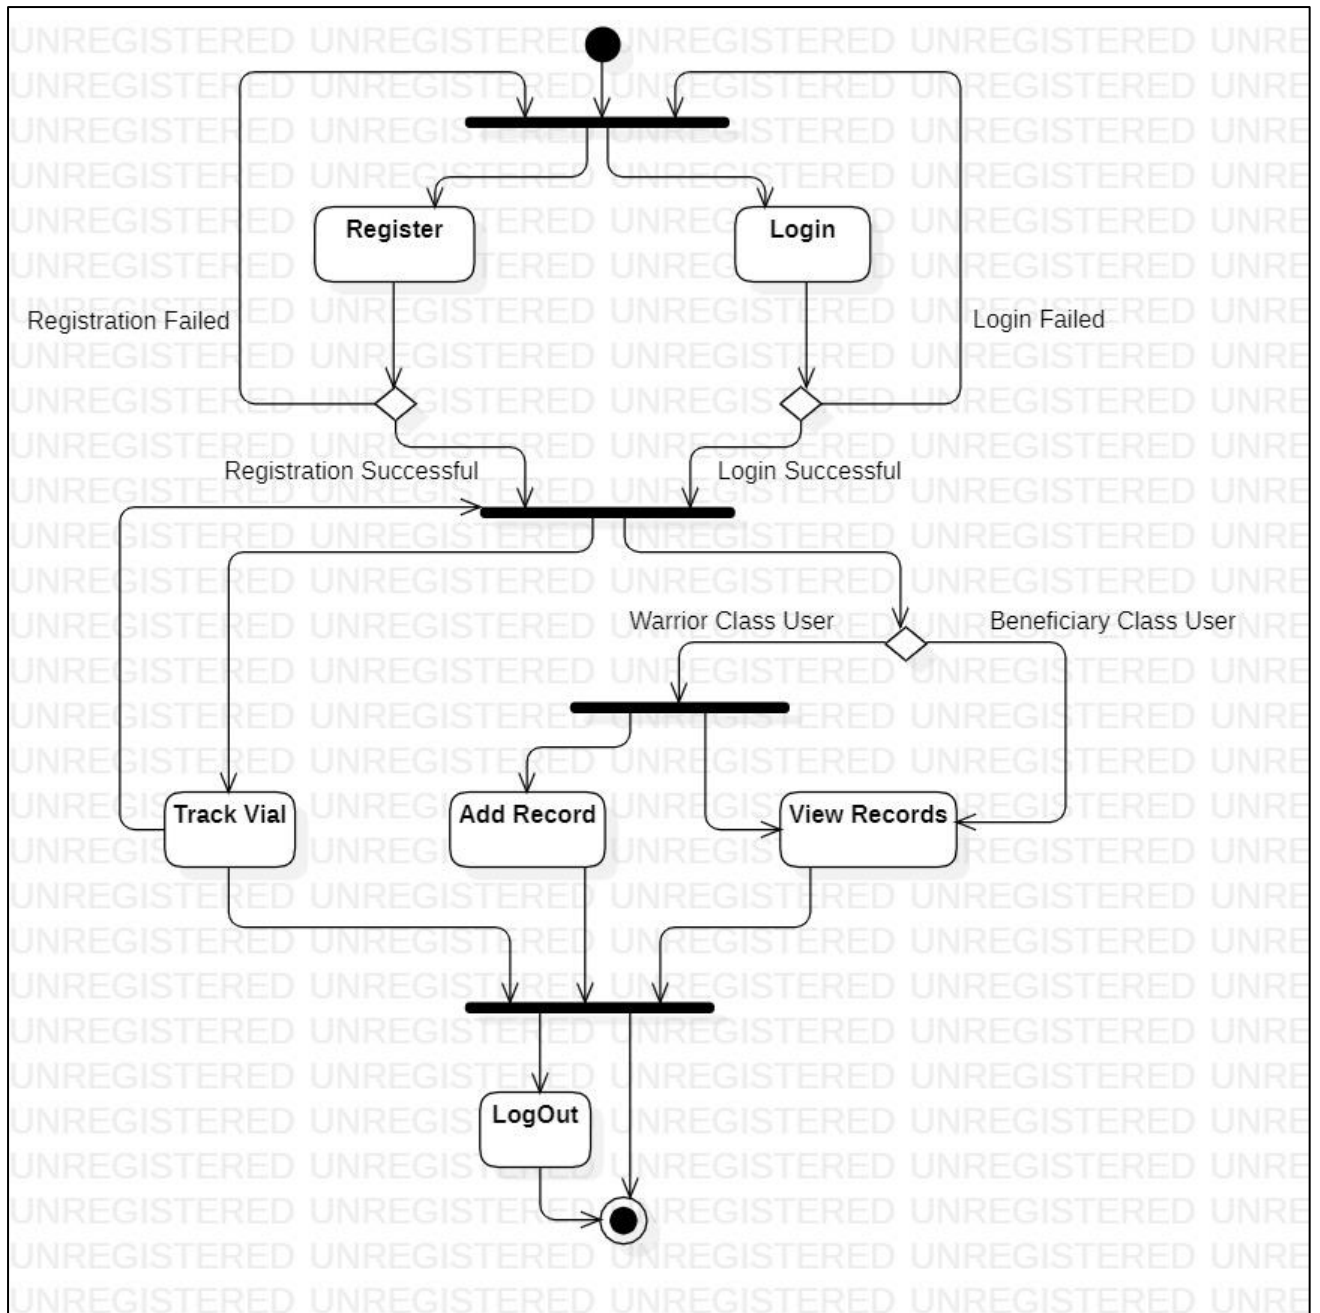 Register
Login
Registration Failed
Login Failed
Registration Successful
Login Successful
Warrior Class User
Beneficiary Class User
Track Vial
Add Record
View Records
LogOut
UNREGISTERED